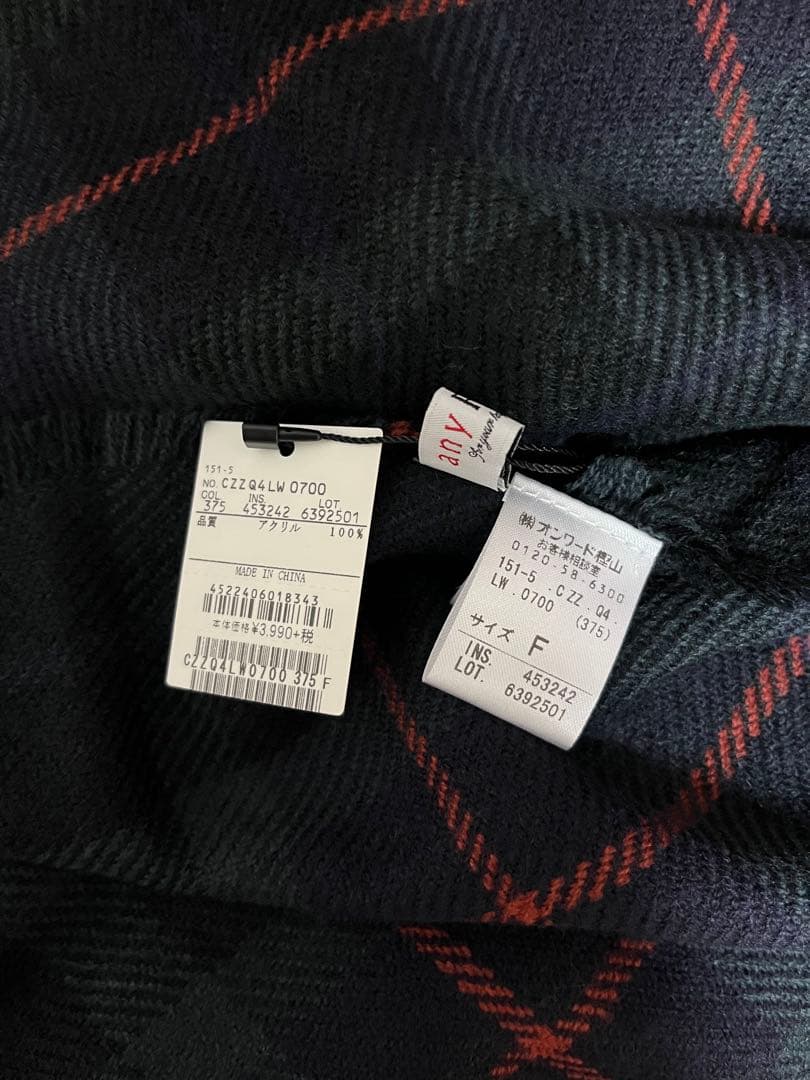 151-5
NO. CZZQ4LW0700
COL INS. LOT
375 453242 6392501
品質 アクリル 100%
MADE IN CHINA
4522406018343
本体価格¥3,990+税
CZZQ4LW0700 375 F
any
㈱オンワード樫山
お客様相談室
0120.58.6300
151-5 .CZZ.Q4.
LW.0700 (375)
サイズ F
INS. 453242
LOT. 6392501